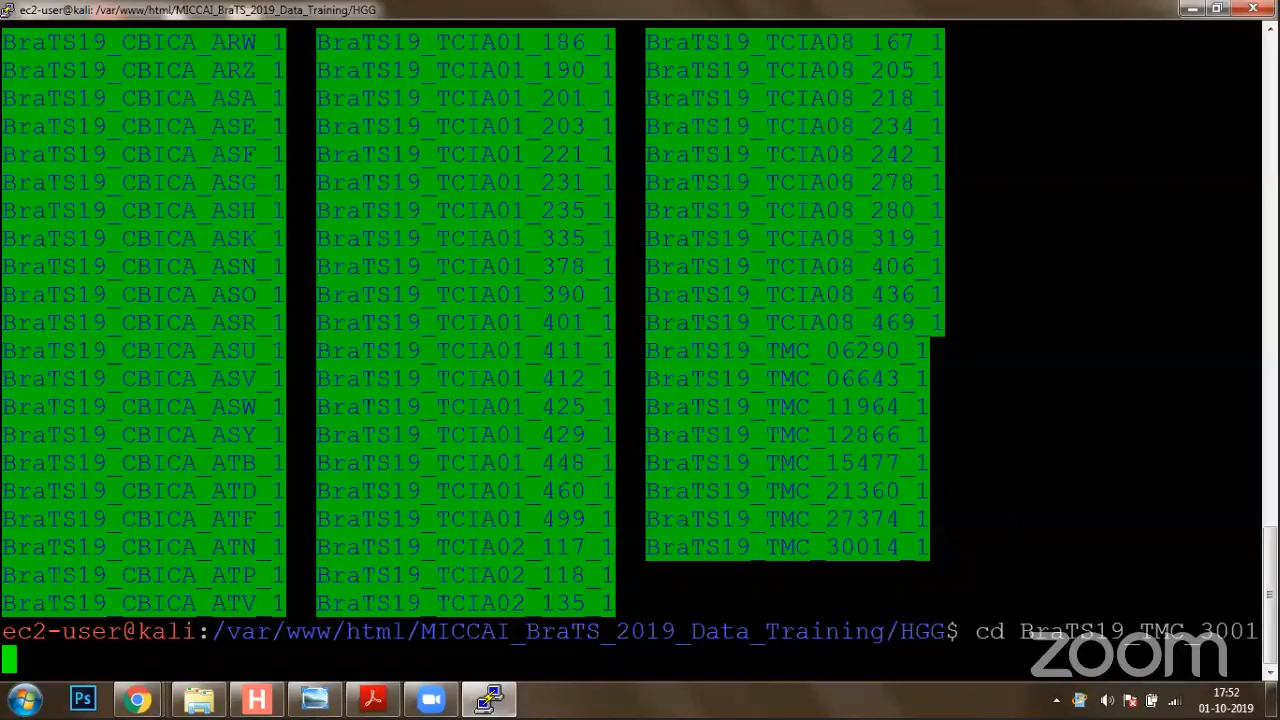 ec2-user@kali: /var/www/html/MICCAI_BraTS_2019_Data_Training/HGG
BraTS19_CBICA_ARW_1 BraTS19_TCIA01_186_1 BraTS19_TCIA08_167_1
BraTS19_CBICA_ARZ_1 BraTS19_TCIA01_190_1 BraTS19_TCIA08_205_1
BraTS19_CBICA_ASA_1 BraTS19_TCIA01_201_1 BraTS19_TCIA08_218_1
BraTS19_CBICA_ASE_1 BraTS19_TCIA01_203_1 BraTS19_TCIA08_234_1
BraTS19_CBICA_ASF_1 BraTS19_TCIA01_221_1 BraTS19_TCIA08_242_1
BraTS19_CBICA_ASG_1 BraTS19_TCIA01_231_1 BraTS19_TCIA08_278_1
BraTS19_CBICA_ASH_1 BraTS19_TCIA01_235_1 BraTS19_TCIA08_280_1
BraTS19_CBICA_ASK_1 BraTS19_TCIA01_335_1 BraTS19_TCIA08_319_1
BraTS19_CBICA_ASN_1 BraTS19_TCIA01_378_1 BraTS19_TCIA08_406_1
BraTS19_CBICA_ASO_1 BraTS19_TCIA01_390_1 BraTS19_TCIA08_436_1
BraTS19_CBICA_ASR_1 BraTS19_TCIA01_401_1 BraTS19_TCIA08_469_1
BraTS19_CBICA_ASU_1 BraTS19_TCIA01_411_1 BraTS19_TMC_06290_1
BraTS19_CBICA_ASV_1 BraTS19_TCIA01_412_1 BraTS19_TMC_06643_1
BraTS19_CBICA_ASW_1 BraTS19_TCIA01_425_1 BraTS19_TMC_11964_1
BraTS19_CBICA_ASY_1 BraTS19_TCIA01_429_1 BraTS19_TMC_12866_1
BraTS19_CBICA_ATB_1 BraTS19_TCIA01_448_1 BraTS19_TMC_15477_1
BraTS19_CBICA_ATD_1 BraTS19_TCIA01_460_1 BraTS19_TMC_21360_1
BraTS19_CBICA_ATF_1 BraTS19_TCIA01_499_1 BraTS19_TMC_27374_1
BraTS19_CBICA_ATN_1 BraTS19_TCIA02_117_1 BraTS19_TMC_30014_1
BraTS19_CBICA_ATP_1 BraTS19_TCIA02_118_1
BraTS19_CBICA_ATV_1 BraTS19_TCIA02_135_1
ec2-user@kali:/var/www/html/MICCAI_BraTS_2019_Data_Training/HGG$ cd BraTS19_TMC_3001
zoom
Ps
H
17:52
01-10-2019